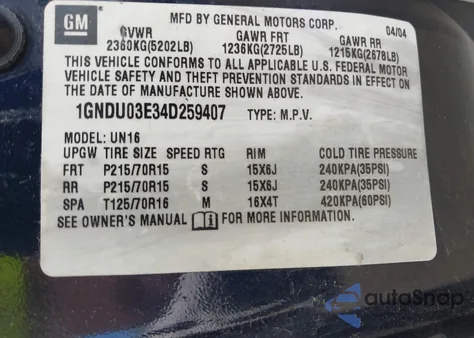 GM
MFD BY GENERAL MOTORS CORP. 04/04
GVWR GAWR FRT GAWR RR
2360KG(5202LB) 1236KG(2725LB) 1215KG(2678LB)
THIS VEHICLE CONFORMS TO ALL APPLICABLE U.S. FEDERAL MOTOR
VEHICLE SAFETY AND THEFT PREVENTION STANDARDS IN EFFECT ON
THE DATE OF MANUFACTURE SHOWN ABOVE.
1GNDU03E34D259407 TYPE: M.P.V.
MODEL: UN16
UPGW TIRE SIZE SPEED RTG RIM COLD TIRE PRESSURE
FRT P215/70R15 S 15X6J 240KPA(35PSI)
RR P215/70R15 S 15X6J 240KPA(35PSI)
SPA T125/70R16 M 16X4T 420KPA(60PSI)
SEE OWNER'S MANUAL FOR MORE INFORMATION.
autoSnap